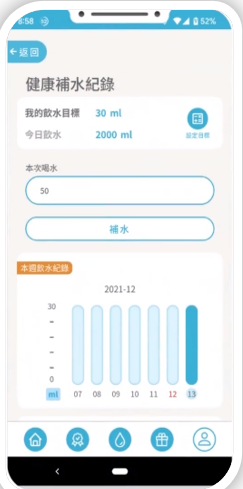 8:58
52%
返回
健康補水紀錄
我的飲水目標 30 ml
今日飲水 2000 ml
設定目標
本次喝水
50
補水
本週飲水紀錄
2021-12
30
0
ml 07 08 09 10 11 12 13